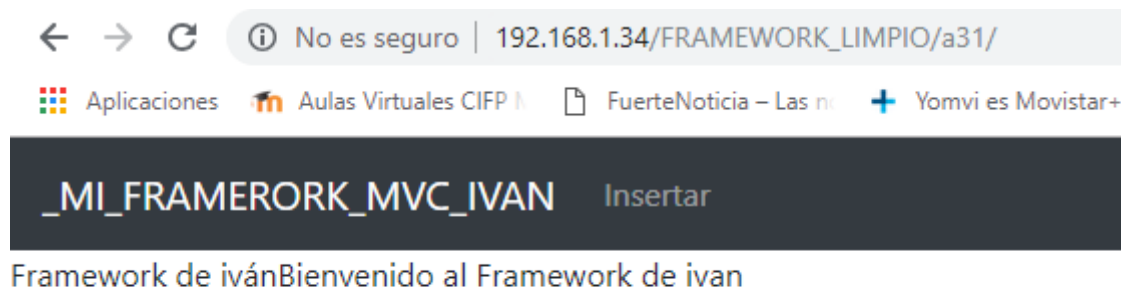 No es seguro | 192.168.1.34/FRAMEWORK_LIMPIO/a31/
Aplicaciones Aulas Virtuales CIFP FuerteNoticia – Las Yomvi es Movistar+
_MI_FRAMERORK_MVC_IVAN Insertar
Framework de ivánBienvenido al Framework de ivan